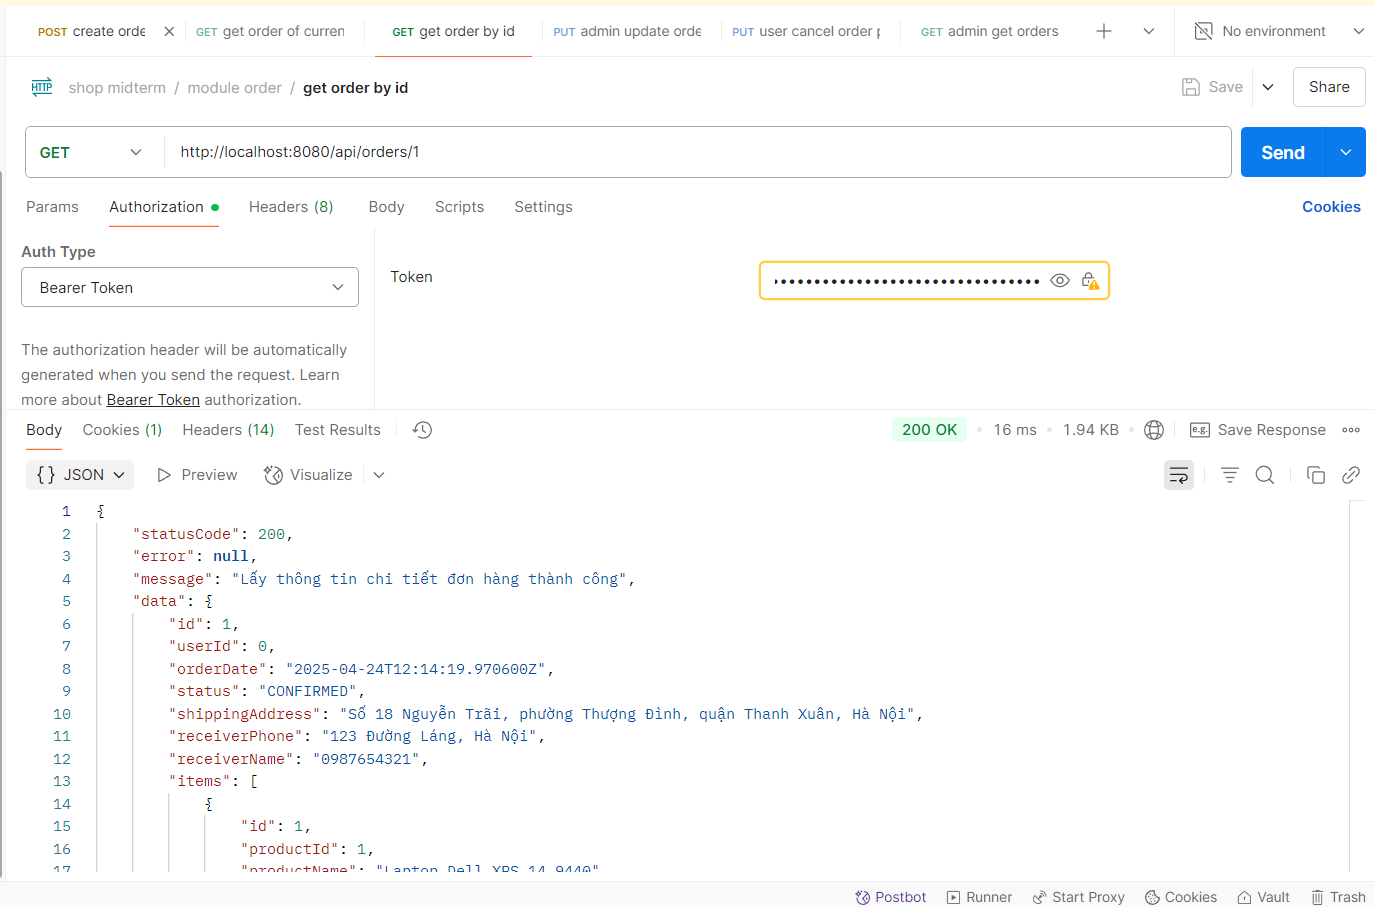 POST create orde
GET get order of curren
GET get order by id
PUT admin update orde
PUT user cancel order
GET admin get orders
No environment
HTTP shop midterm / module order / get order by id
Save
Share
GET http://localhost:8080/api/orders/1
Send
Params Authorization Headers (8) Body Scripts Settings Cookies
Auth Type
Bearer Token
Token
The authorization header will be automatically
generated when you send the request. Learn
more about Bearer Token authorization.
Body Cookies (1) Headers (14) Test Results 200 OK 16 ms 1.94 KB e.g. Save Response
{} JSON Preview Visualize
1 {
2 "statusCode": 200,
3 "error": null,
4 "message": "Lấy thông tin chi tiết đơn hàng thành công",
5 "data": {
6 "id": 1,
7 "userId": 0,
8 "orderDate": "2025-04-24T12:14:19.970600Z",
9 "status": "CONFIRMED",
10 "shippingAddress": "Số 18 Nguyễn Trãi, phường Thượng Đình, quận Thanh Xuân, Hà Nội",
11 "receiverPhone": "123 Đường Láng, Hà Nội",
12 "receiverName": "0987654321",
13 "items": [
14 {
15 "id": 1,
16 "productId": 1,
17 "productName": "Laptop Dell XPS 14 9440"
Postbot Runner Start Proxy Cookies Vault Trash